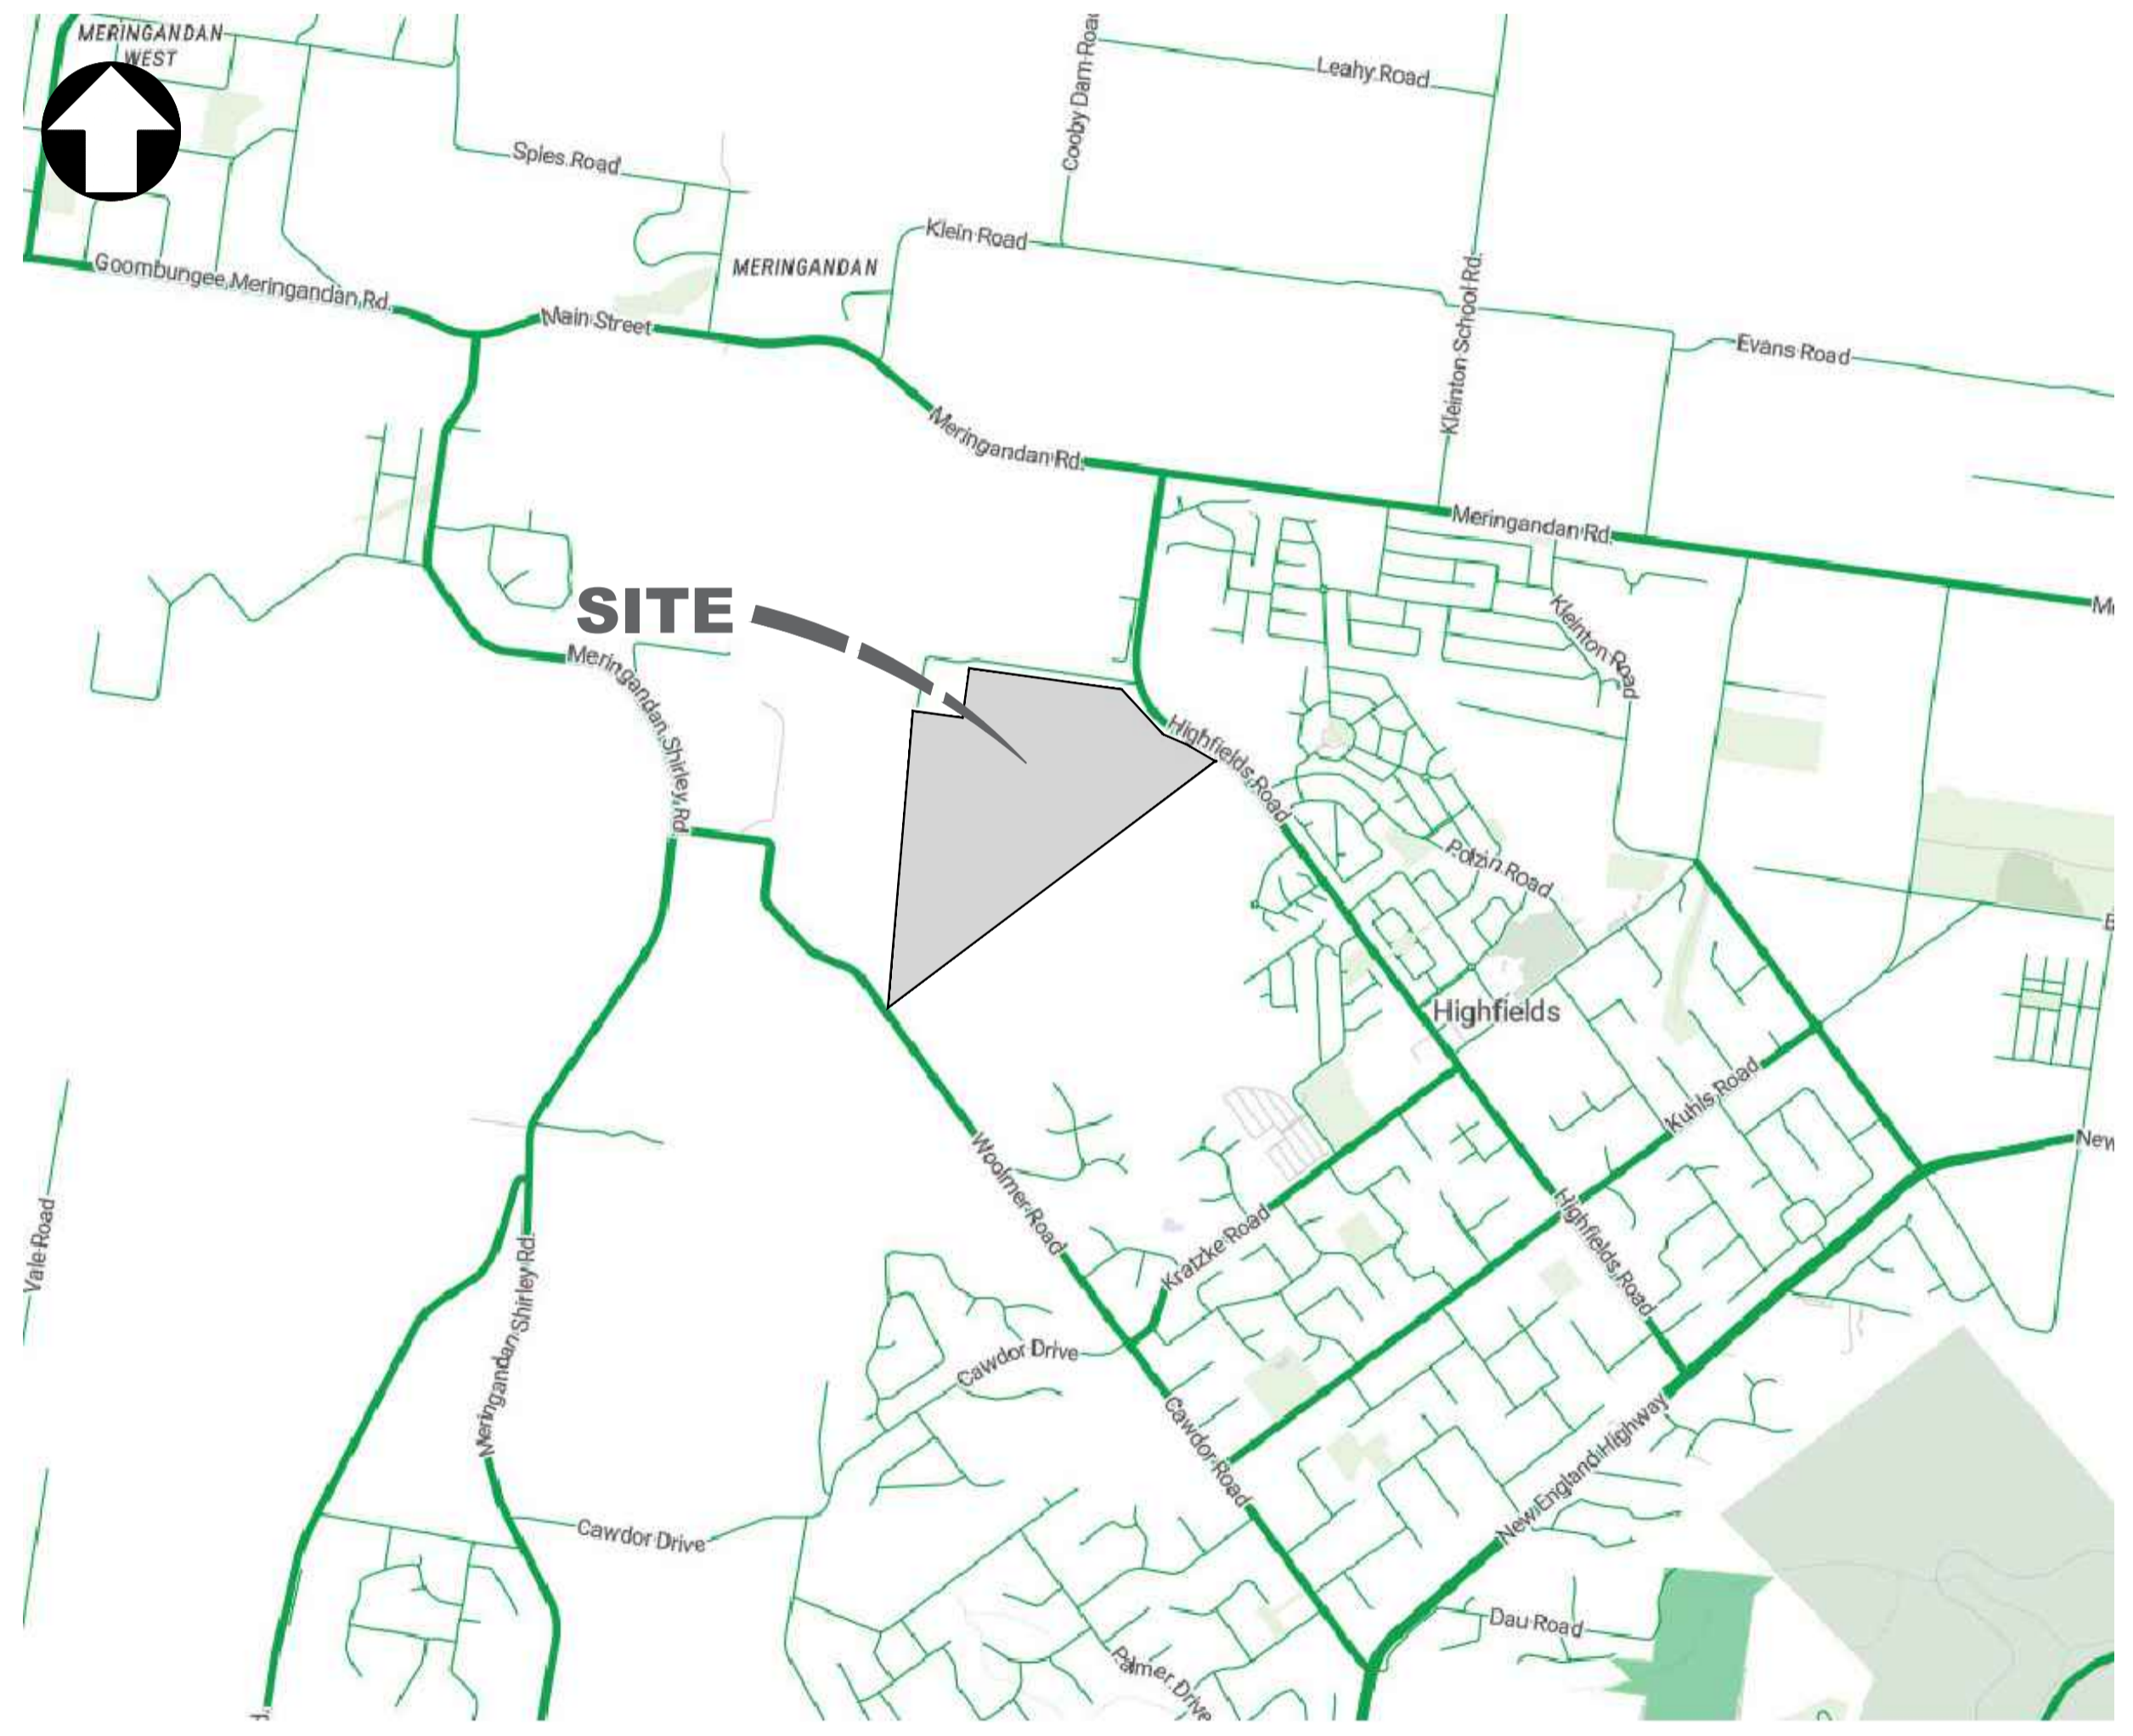 MERINGANDAN
WEST
Leahy Road
Cooby Dam Road
Spies Road
Klein Road
MERINGANDAN
Goombungee Meringandan Rd.
Main Street
Kleinton School Rd.
Evans Road
Meringandan Rd.
Meringandan Rd.
SITE
Kleinton Road
Meringandan Shirley Rd
Highfields Road
Polzin Road
Highfields
Kuhls Road
New
Woolmer Road
Vale Road
Kratzke Road
Highfields Road
Meringandan Shirley Rd.
Cawdor Drive
Cawdor Road
New England Highway
Cawdor Drive
Dau Road
Palmer Drive